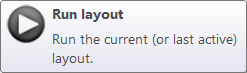 Run layout
Run the current (or last active)
layout.